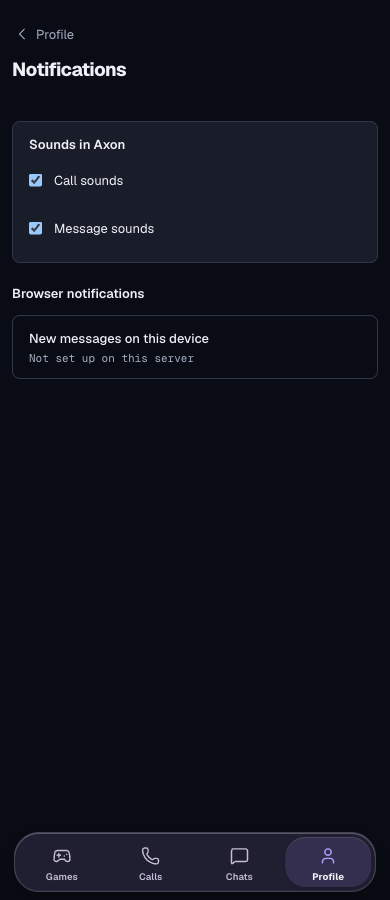 Profile
Notifications
Sounds in Axon
Call sounds
Message sounds
Browser notifications
New messages on this device
Not set up on this server
Games
Calls
Chats
Profile